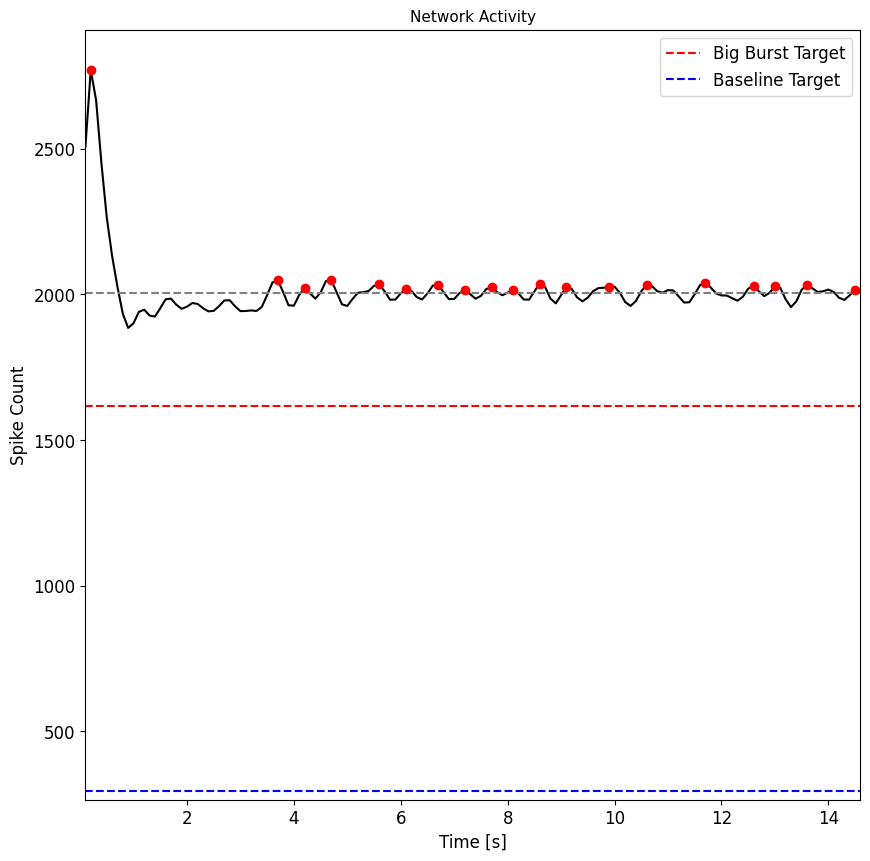 Network Activity
Big Burst Target
Baseline Target
Spike Count
2500
2000
1500
1000
500
2 4 6 8 10 12 14
Time [s]